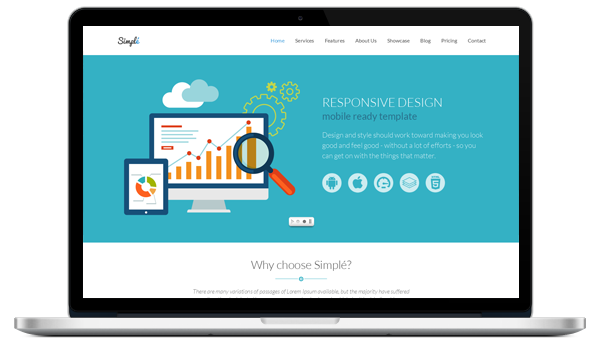 Simplé
Home Services Features About Us Showcase Blog Pricing Contact
RESPONSIVE DESIGN
mobile ready template
Design and style should work toward making you look
good and feel good - without a lot of efforts - so you
can get on with the things that matter.
Why choose Simplé?
There are many variations of passages of Lorem Ipsum available, but the majority have suffered